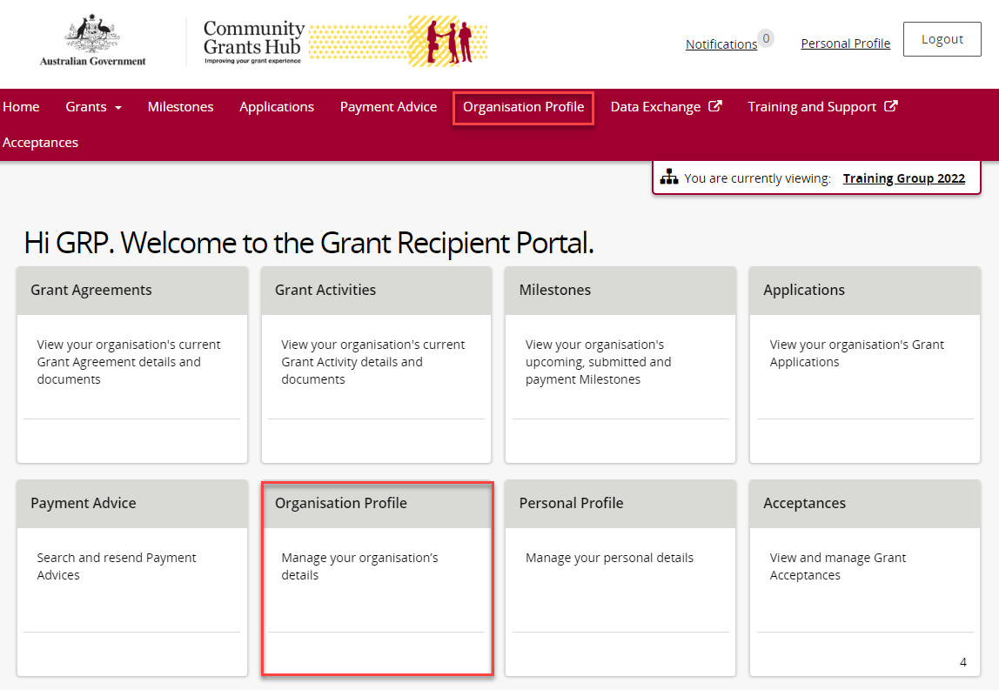 Australian Government
Community
Grants Hub
Improving your grant experience
Notifications 0
Personal Profile
Logout
Home
Grants
Milestones
Applications
Payment Advice
Organisation Profile
Data Exchange
Training and Support
Acceptances
You are currently viewing: Training Group 2022
Hi GRP. Welcome to the Grant Recipient Portal.
Grant Agreements
View your organisation's current
Grant Agreement details and
documents
Grant Activities
View your organisation's current
Grant Activity details and
documents
Milestones
View your organisation's
upcoming, submitted and
payment Milestones
Applications
View your organisation's Grant
Applications
Payment Advice
Search and resend Payment
Advices
Organisation Profile
Manage your organisation’s
details
Personal Profile
Manage your personal details
Acceptances
View and manage Grant
Acceptances
4